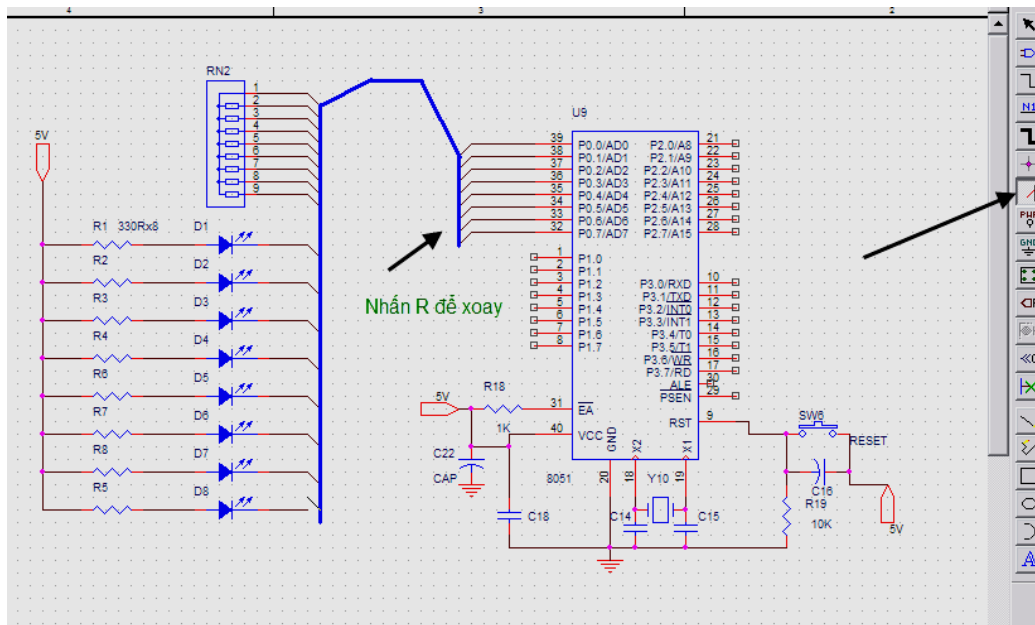 4 3 2
RN2
1
2
3
4
5
6
7
8
9
5V
R1 330Rx8 D1
R2 D2
R3 D3
R4 D4
R6 D5
R7 D6
R8 D7
R5 D8
Nhấn R để xoay
U9
39 P0.0/AD0 P2.0/A8 21
38 P0.1/AD1 P2.1/A9 22
37 P0.2/AD2 P2.2/A10 23
36 P0.3/AD3 P2.3/A11 24
35 P0.4/AD4 P2.4/A12 25
34 P0.5/AD5 P2.5/A13 26
33 P0.6/AD6 P2.6/A14 27
32 P0.7/AD7 P2.7/A15 28
1 P1.0
2 P1.1
3 P1.2 P3.0/RXD 10
4 P1.3 P3.1/TXD 11
5 P1.4 P3.2/INT0 12
6 P1.5 P3.3/INT1 13
7 P1.6 P3.4/T0 14
8 P1.7 P3.5/T1 15
P3.6/WR 16
P3.7/RD 17
ALE 30
PSEN 29
31 EA
40 VCC
GND
20
X2
18
X1
19
RST 9
8051
Y10
5V
R18
1K
C22
CAP
C18
C14
C15
SW6
RESET
C16
R19
10K
5V
N1
PWR
GND
A